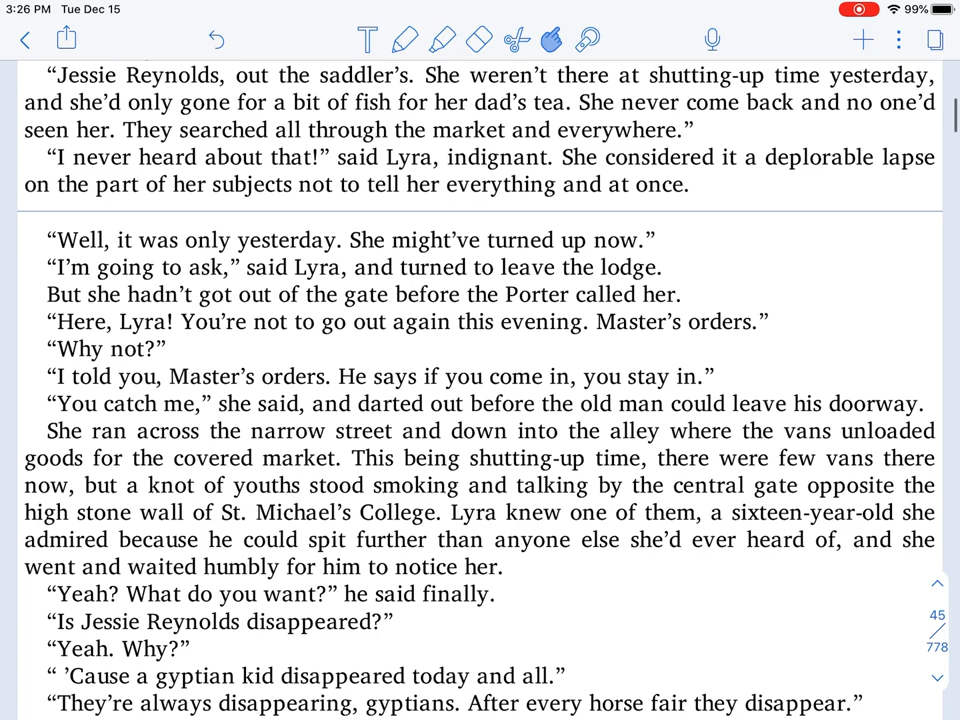 3:26 PM Tue Dec 15
99%
“Jessie Reynolds, out the saddler’s. She weren’t there at shutting-up time yesterday,
and she’d only gone for a bit of fish for her dad’s tea. She never come back and no one’d
seen her. They searched all through the market and everywhere.”
“I never heard about that!” said Lyra, indignant. She considered it a deplorable lapse
on the part of her subjects not to tell her everything and at once.
“Well, it was only yesterday. She might’ve turned up now.”
“I’m going to ask,” said Lyra, and turned to leave the lodge.
But she hadn’t got out of the gate before the Porter called her.
“Here, Lyra! You’re not to go out again this evening. Master’s orders.”
“Why not?”
“I told you, Master’s orders. He says if you come in, you stay in.”
“You catch me,” she said, and darted out before the old man could leave his doorway.
She ran across the narrow street and down into the alley where the vans unloaded
goods for the covered market. This being shutting-up time, there were few vans there
now, but a knot of youths stood smoking and talking by the central gate opposite the
high stone wall of St. Michael’s College. Lyra knew one of them, a sixteen-year-old she
admired because he could spit further than anyone else she’d ever heard of, and she
went and waited humbly for him to notice her.
“Yeah? What do you want?” he said finally.
“Is Jessie Reynolds disappeared?”
“Yeah. Why?”
“ ’Cause a gyptian kid disappeared today and all.”
“They’re always disappearing, gyptians. After every horse fair they disappear.”
45
778